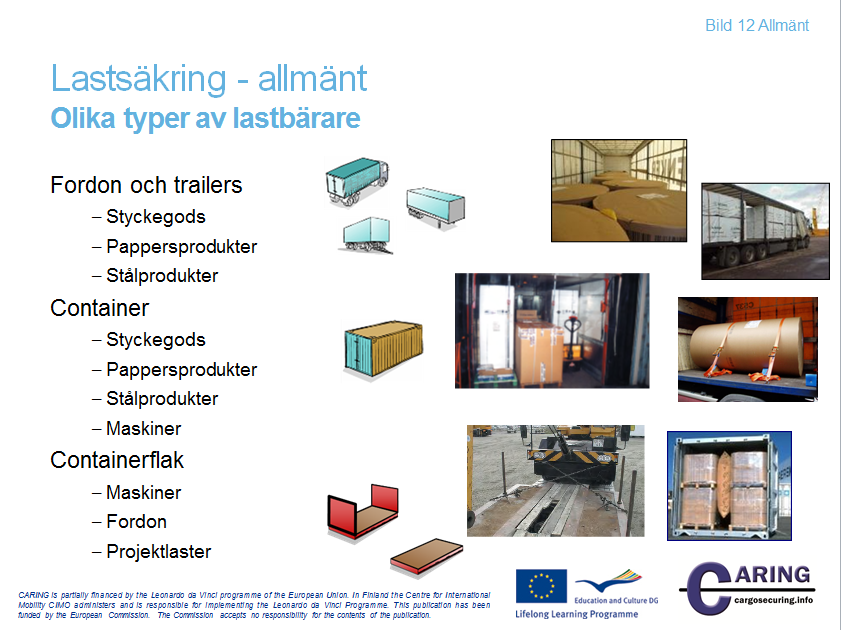 Bild 12 Allmänt
Lastsäkring - allmänt
Olika typer av lastbärare
Fordon och trailers
– Styckegods
– Pappersprodukter
– Stålprodukter
Container
– Styckegods
– Pappersprodukter
– Stålprodukter
– Maskiner
Containerflak
– Maskiner
– Fordon
– Projektlaster
CARING is partially financed by the Leonardo da Vinci programme of the European Union. In Finland the Centre for International
Mobility CIMO administers and is responsible for implementing the Leonardo da Vinci Programme. This publication has been
funded by the European Commission. The Commission accepts no responsibility for the contents of the publication.
Education and Culture DG
Lifelong Learning Programme
CARING
cargosecuring.info